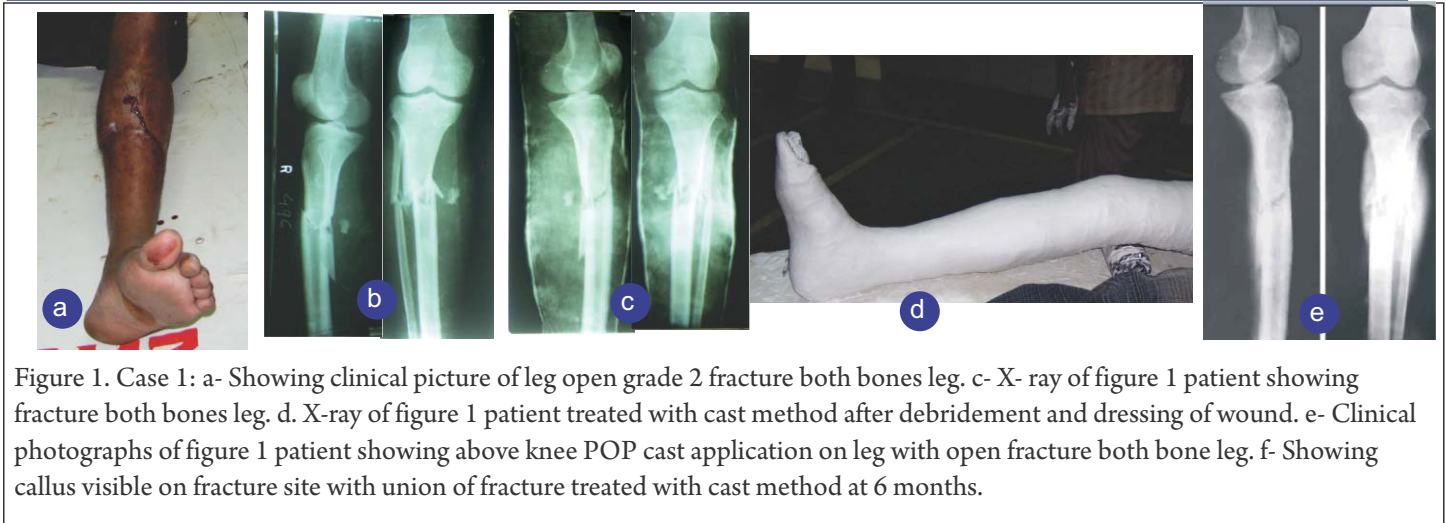 R
a
b
c
d
e
Figure 1. Case 1: a- Showing clinical picture of leg open grade 2 fracture both bones leg. c- X- ray of figure 1 patient showing
fracture both bones leg. d. X-ray of figure 1 patient treated with cast method after debridement and dressing of wound. e- Clinical
photographs of figure 1 patient showing above knee POP cast application on leg with open fracture both bone leg. f- Showing
callus visible on fracture site with union of fracture treated with cast method at 6 months.